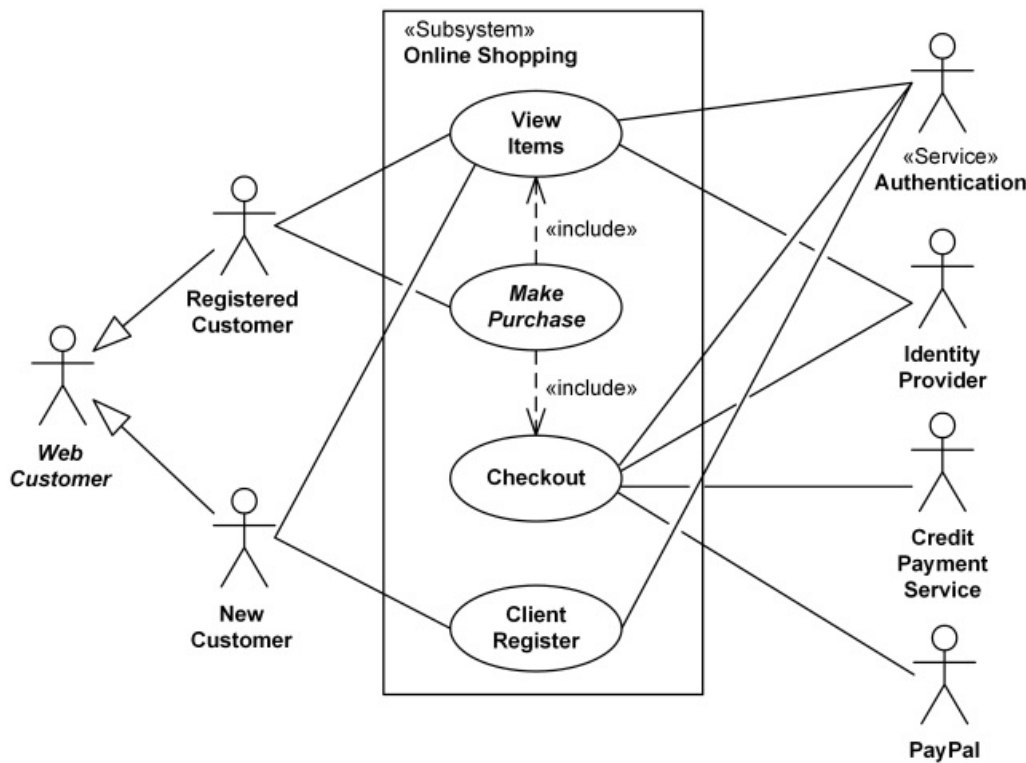 «Subsystem»
Online Shopping
View
Items
«include»
Make
Purchase
«include»
Checkout
Client
Register
Registered
Customer
Web
Customer
New
Customer
«Service»
Authentication
Identity
Provider
Credit
Payment
Service
PayPal